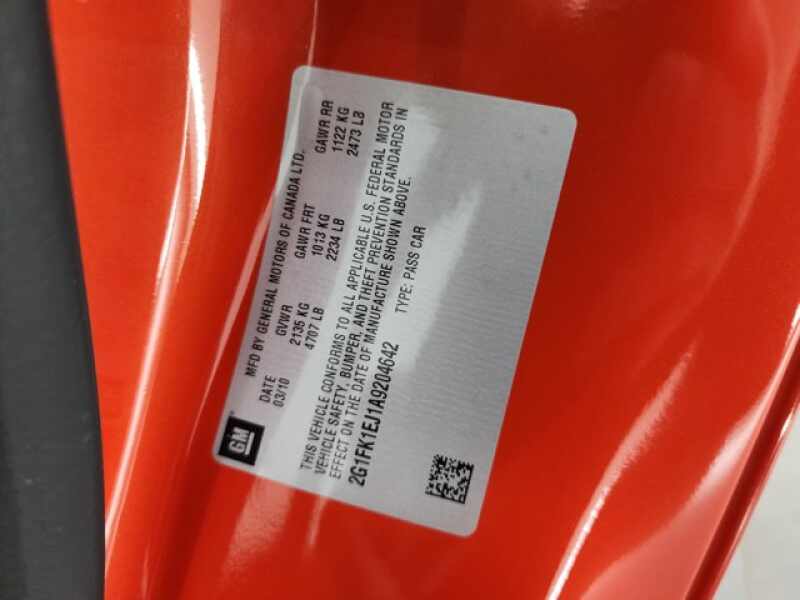 GM
MFD BY GENERAL MOTORS OF CANADA LTD.
DATE GVWR GAWR FRT GAWR RR
03/10 2135 KG 1013 KG 1122 KG
4707 LB 2234 LB 2473 LB
THIS VEHICLE CONFORMS TO ALL APPLICABLE U.S. FEDERAL MOTOR
VEHICLE SAFETY, BUMPER, AND THEFT PREVENTION STANDARDS IN
EFFECT ON THE DATE OF MANUFACTURE SHOWN ABOVE.
2G1FK1EJ1A9204642 TYPE: PASS CAR